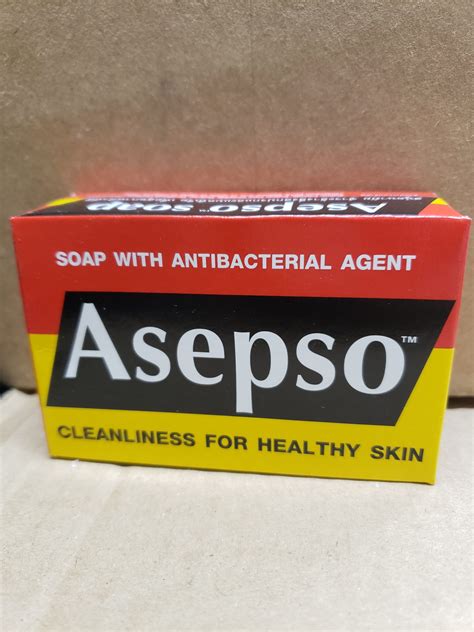 Asepso soap
SOAP WITH ANTIBACTERIAL AGENT
Asepso™
CLEANLINESS FOR HEALTHY SKIN